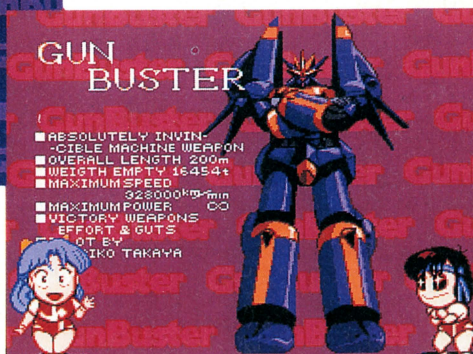 GUN
BUSTER
■ABSOLUTELY INVIN-
-CIBLE MACHINE WEAPON
■OVERALL LENGTH 200m
■WEIGTH EMPTY 16454t
■MAXIMUM SPEED
328000km/min
■MAXIMUM POWER ∞
■VICTORY WEAPONS
EFFORT & GUTS
BY
TAKAYA
GunBuster